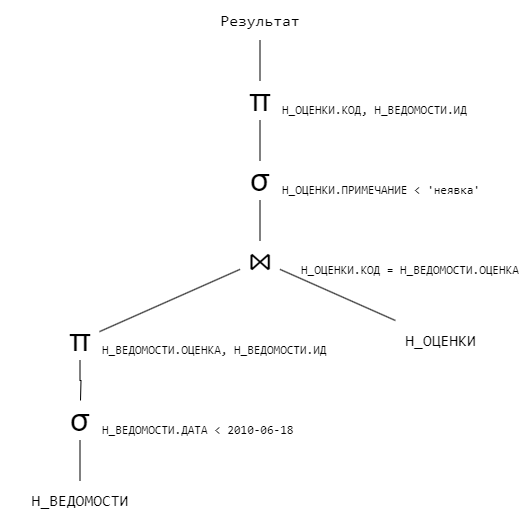 Результат
π Н_ОЦЕНКИ.КОД, Н_ВЕДОМОСТИ.ИД
σ Н_ОЦЕНКИ.ПРИМЕЧАНИЕ < 'неявка'
⋈ Н_ОЦЕНКИ.КОД = Н_ВЕДОМОСТИ.ОЦЕНКА
π Н_ВЕДОМОСТИ.ОЦЕНКА, Н_ВЕДОМОСТИ.ИД
Н_ОЦЕНКИ
σ Н_ВЕДОМОСТИ.ДАТА < 2010-06-18
Н_ВЕДОМОСТИ